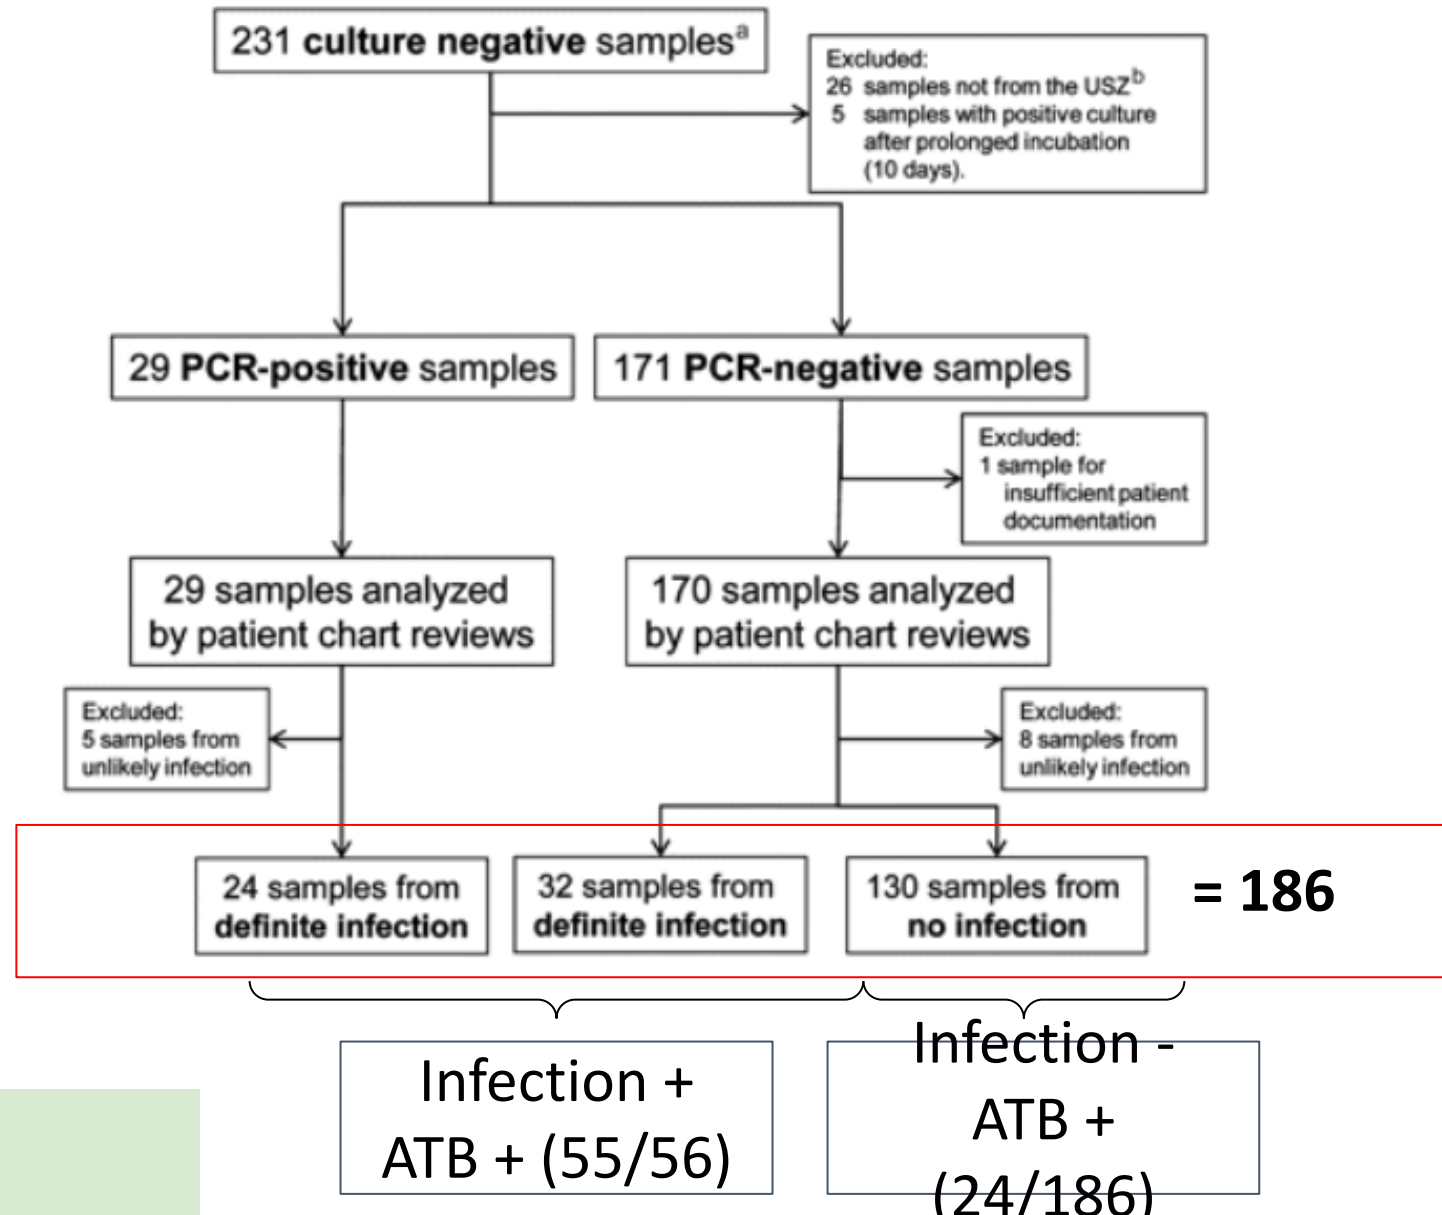 231 culture negative samplesᵃ
Excluded:
26 samples not from the USZᵇ
5 samples with positive culture
after prolonged incubation
(10 days).
29 PCR-positive samples
171 PCR-negative samples
Excluded:
1 sample for
insufficient patient
documentation
29 samples analyzed
by patient chart reviews
170 samples analyzed
by patient chart reviews
Excluded:
5 samples from
unlikely infection
Excluded:
8 samples from
unlikely infection
24 samples from
definite infection
32 samples from
definite infection
130 samples from
no infection
= 186
Infection +
ATB + (55/56)
Infection -
ATB +
(24/186)